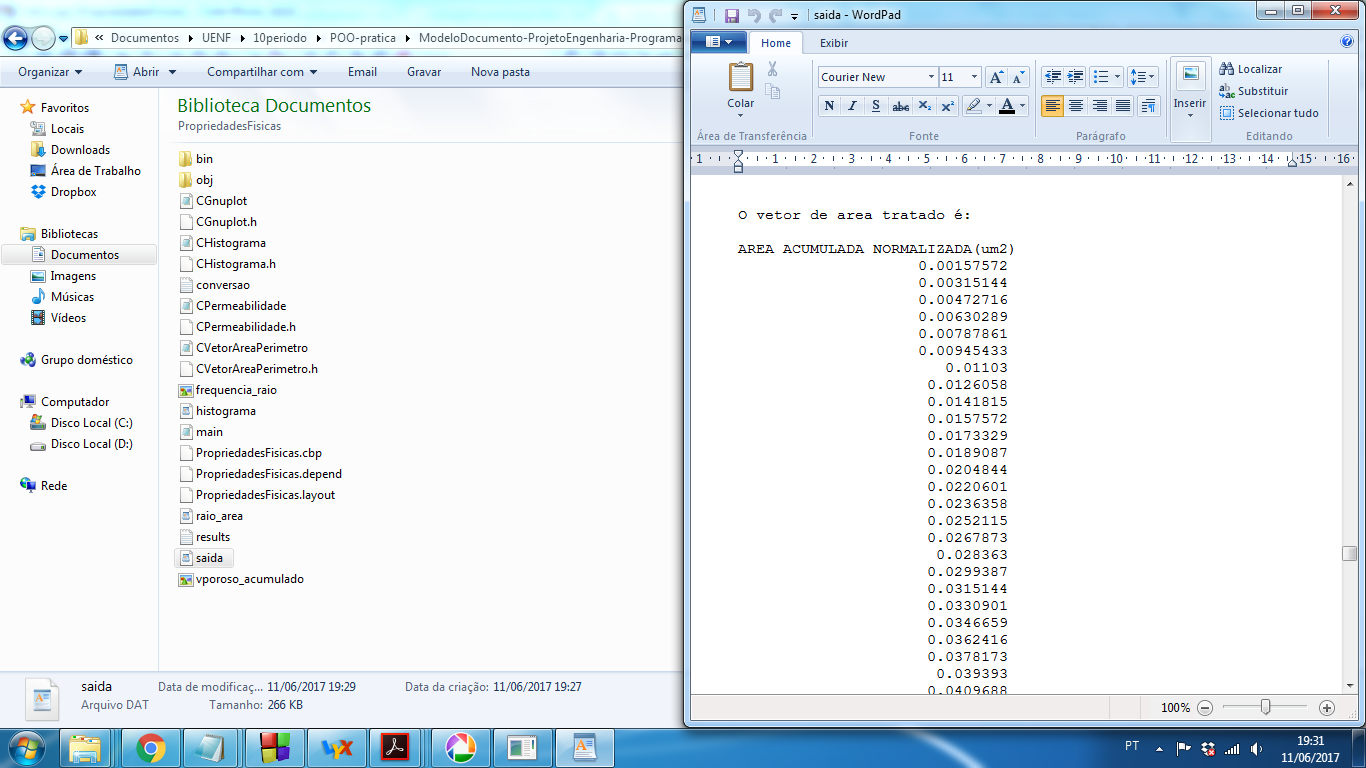 « Documents ▸ UENF ▸ 10periodo ▸ POO-pratica ▸ ModeloDocumento-ProjetoEngenharia-Programa
Organizar Abrir Compartilhar com Email Gravar Nova pasta
Favoritos
Locais
Downloads
Área de Trabalho
Dropbox
Bibliotecas
Documentos
Imagens
Músicas
Vídeos
Grupo doméstico
Computador
Disco Local (C:)
Disco Local (D:)
Rede
Biblioteca Documentos
PropriedadesFisicas
bin
obj
CGnuplot
CGnuplot.h
CHistograma
CHistograma.h
conversao
CPermeabilidade
CPermeabilidade.h
CVetorAreaPerimetro
CVetorAreaPerimetro.h
frequencia_raio
histograma
main
PropriedadesFisicas.cbp
PropriedadesFisicas.depend
PropriedadesFisicas.layout
raio_area
results
saida
vporoso_acumulado
saida Data de modificaç... 11/06/2017 19:29 Data da criação: 11/06/2017 19:27
Arquivo DAT Tamanho: 266 KB
saida - WordPad
Home Exibir
Colar
Área de Transferência
Courier New 11 A A
N I S abc X₂ X² A
Fonte
Parágrafo
Inserir
Localizar
Substituir
Selecionar tudo
Editando
1 1 2 3 4 5 6 7 8 9 10 11 12 13 14 15 16
O vetor de area tratado é:
AREA ACUMULADA NORMALIZADA(um2)
0.00157572
0.00315144
0.00472716
0.00630289
0.00787861
0.00945433
0.01103
0.0126058
0.0141815
0.0157572
0.0173329
0.0189087
0.0204844
0.0220601
0.0236358
0.0252115
0.0267873
0.028363
0.0299387
0.0315144
0.0330901
0.0346659
0.0362416
0.0378173
0.039393
0.0409688
100%
PT 19:31
11/06/2017